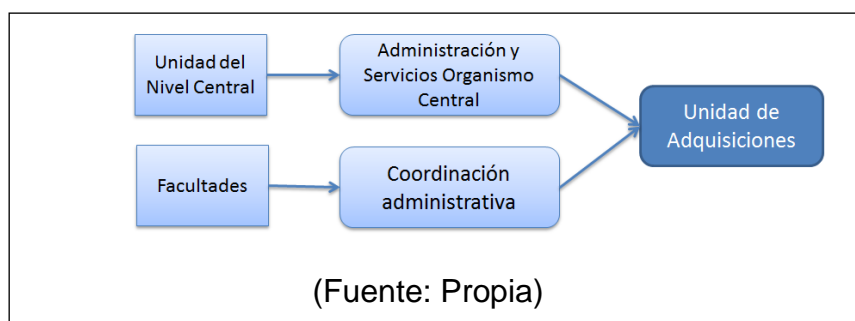 Unidad del
Nivel Central
Administración y
Servicios Organismo
Central
Unidad de
Adquisiciones
Facultades
Coordinación
administrativa
(Fuente: Propia)